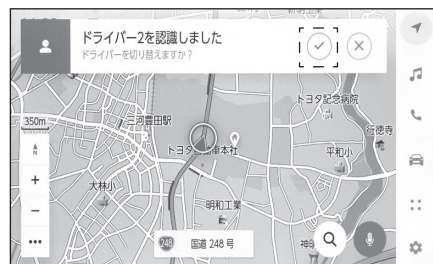 ドライバー2を認識しました
ドライバーを切り替えますか？
トヨタ記念病院
350m
三河豊田駅
行徳寺
N
トヨタ
車本社
平和小
大林小
明和工業
248
国道 248 号